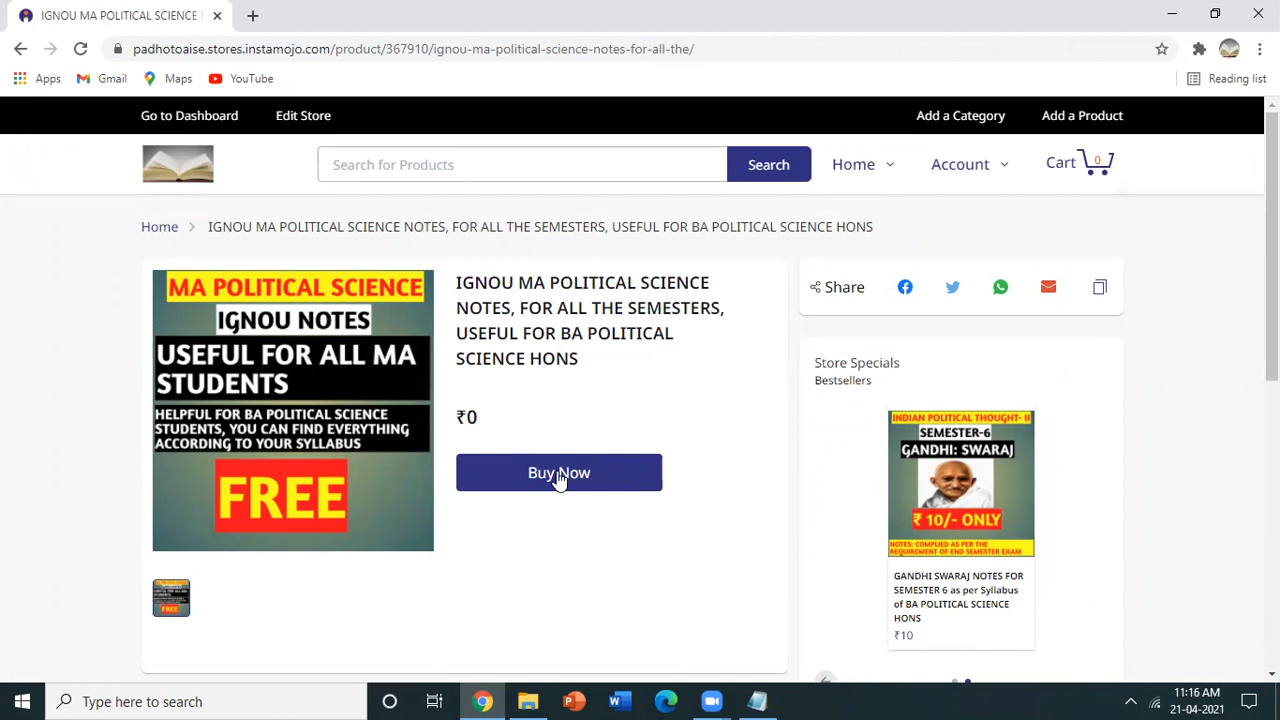 IGNOU MA POLITICAL SCIENCE N
padhotoaise.stores.instamojo.com/product/367910/ignou-ma-political-science-notes-for-all-the/
Apps
Gmail
Maps
YouTube
Reading list
Go to Dashboard
Edit Store
Add a Category
Add a Product
Search for Products
Search
Home
Account
Cart
0
Home
IGNOU MA POLITICAL SCIENCE NOTES, FOR ALL THE SEMESTERS, USEFUL FOR BA POLITICAL SCIENCE HONS
MA POLITICAL SCIENCE
IGNOU NOTES
USEFUL FOR ALL MA
STUDENTS
HELPFUL FOR BA POLITICAL SCIENCE
STUDENTS, YOU CAN FIND EVERYTHING
ACCORDING TO YOUR SYLLABUS
FREE
IGNOU MA POLITICAL SCIENCE
NOTES, FOR ALL THE SEMESTERS,
USEFUL FOR BA POLITICAL
SCIENCE HONS
₹0
Buy Now
Share
Store Specials
Bestsellers
INDIAN POLITICAL THOUGHT- II
SEMESTER-6
GANDHI: SWARAJ
₹ 10/- ONLY
NOTES: COMPLIED AS PER THE
REQUIREMENT OF END SEMESTER EXAM
GANDHI SWARAJ NOTES FOR
SEMESTER 6 as per Syllabus
of BA POLITICAL SCIENCE
HONS
₹10
Type here to search
11:16 AM
21-04-2021